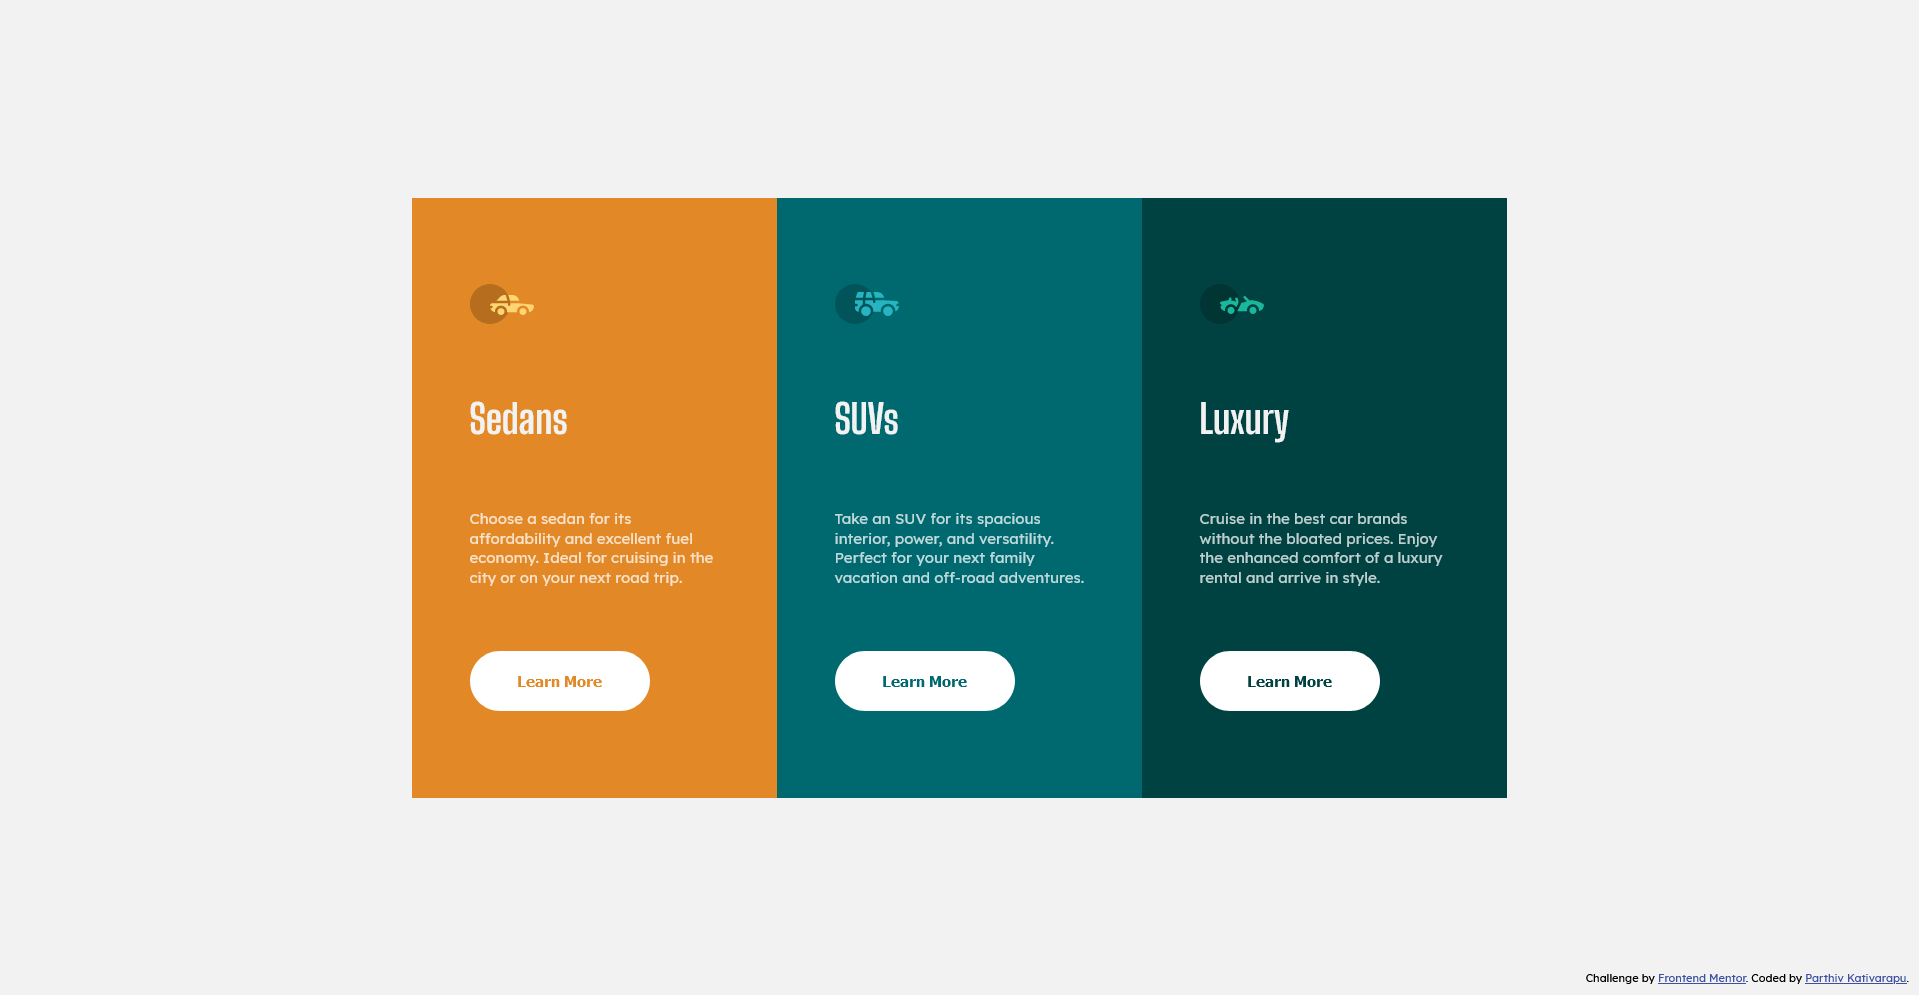 Sedans
Choose a sedan for its
affordability and excellent fuel
economy. Ideal for cruising in the
city or on your next road trip.
Learn More
SUVs
Take an SUV for its spacious
interior, power, and versatility.
Perfect for your next family
vacation and off-road adventures.
Learn More
Luxury
Cruise in the best car brands
without the bloated prices. Enjoy
the enhanced comfort of a luxury
rental and arrive in style.
Learn More
Challenge by Frontend Mentor. Coded by Parthiv Kativarapu.